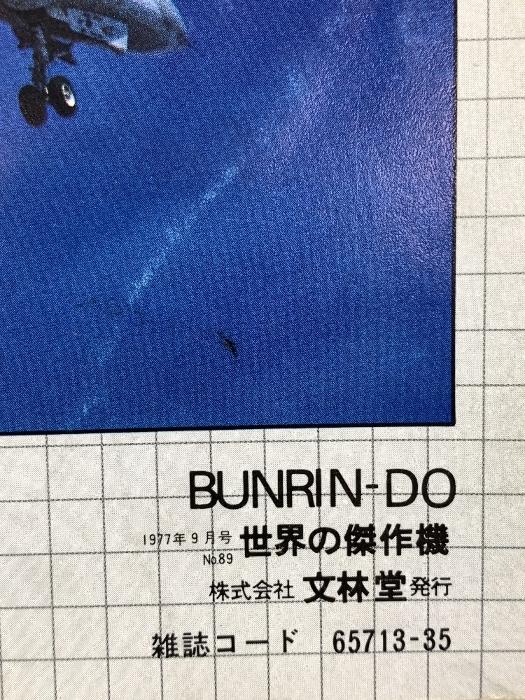 BUNRIN-DO
1977年9月号 世界の傑作機
No.89
株式会社 文林堂 発行
雑誌コード 65713-35